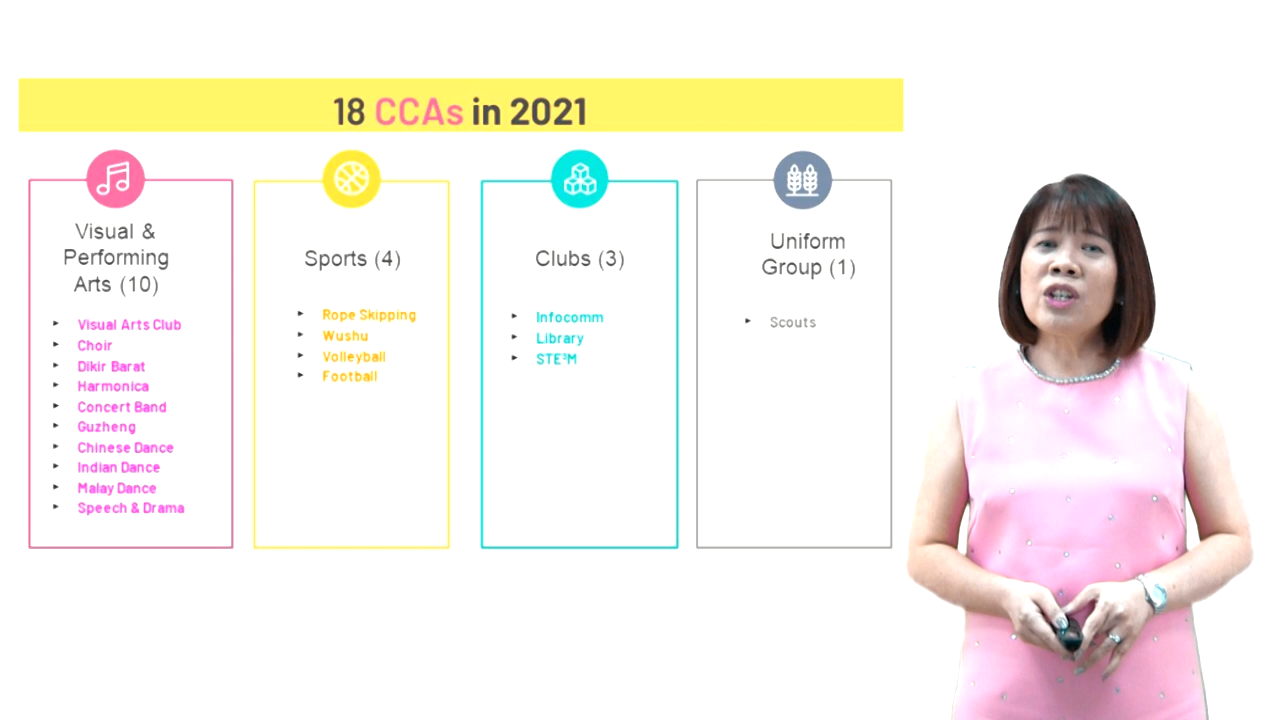 18 CCAs in 2021
Visual &
Performing
Arts (10)
Visual Arts Club
Choir
Dikir Barat
Harmonica
Concert Band
Guzheng
Chinese Dance
Indian Dance
Malay Dance
Speech & Drama
Sports (4)
Rope Skipping
Wushu
Volleyball
Football
Clubs (3)
Infocomm
Library
STE³M
Uniform
Group (1)
Scouts